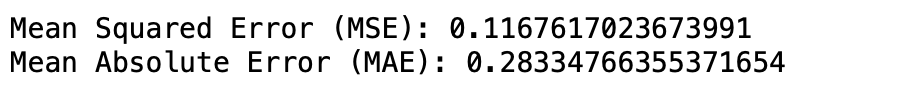 Mean Squared Error (MSE): 0.1167617023673991
Mean Absolute Error (MAE): 0.28334766355371654